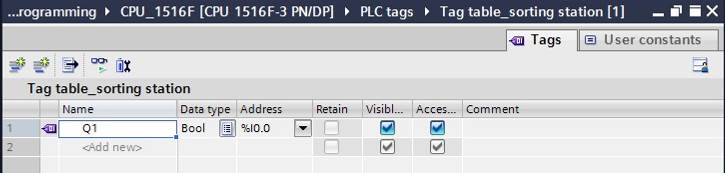 ...rogramming ▸ CPU_1516F [CPU 1516F-3 PN/DP] ▸ PLC tags ▸ Tag table_sorting station [1]
Tags User constants
Tag table_sorting station
Name Data type Address Retain Visibl... Acces... Comment
1 Q1 Bool %I0.0
2 <Add new>